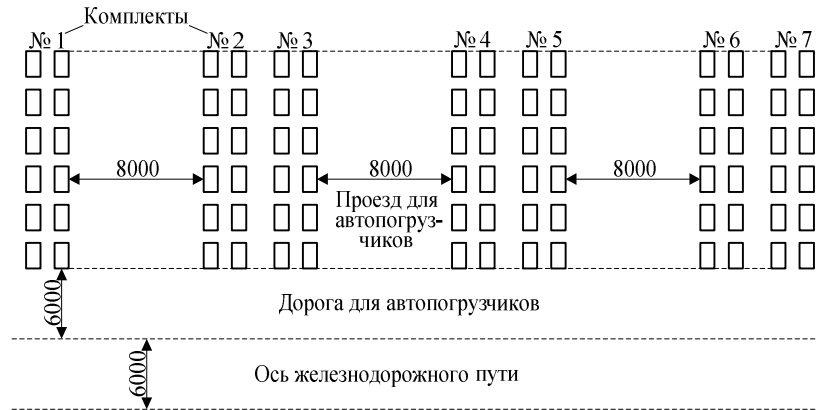 Комплекты
№ 1
№ 2
№ 3
№ 4
№ 5
№ 6
№ 7
8000
8000
8000
Проезд для
автопогруз-
чиков
6000
Дорога для автопогрузчиков
6000
Ось железнодорожного пути